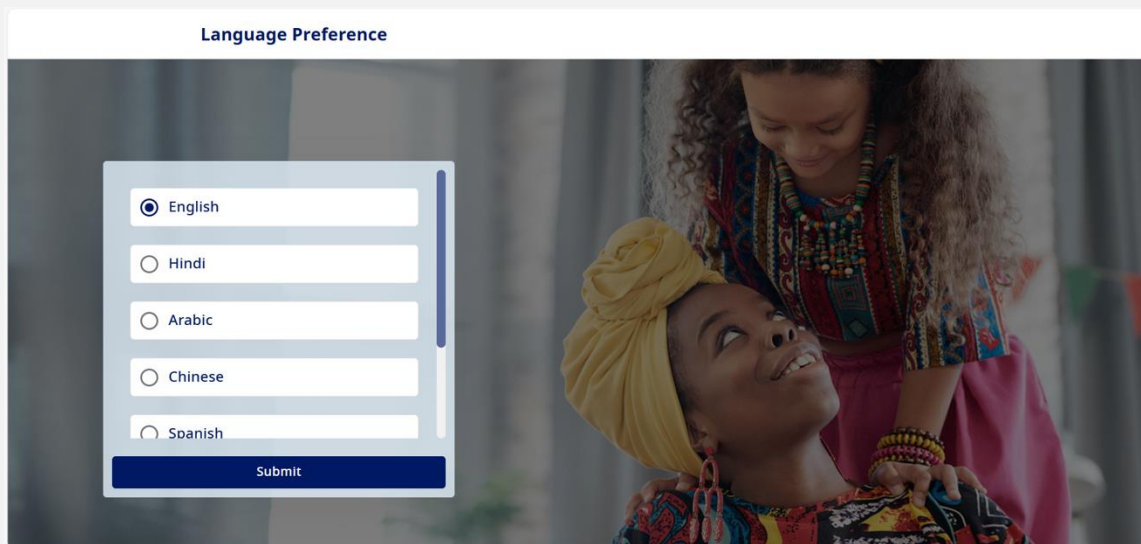 Language Preference
English
Hindi
Arabic
Chinese
Spanish
Submit